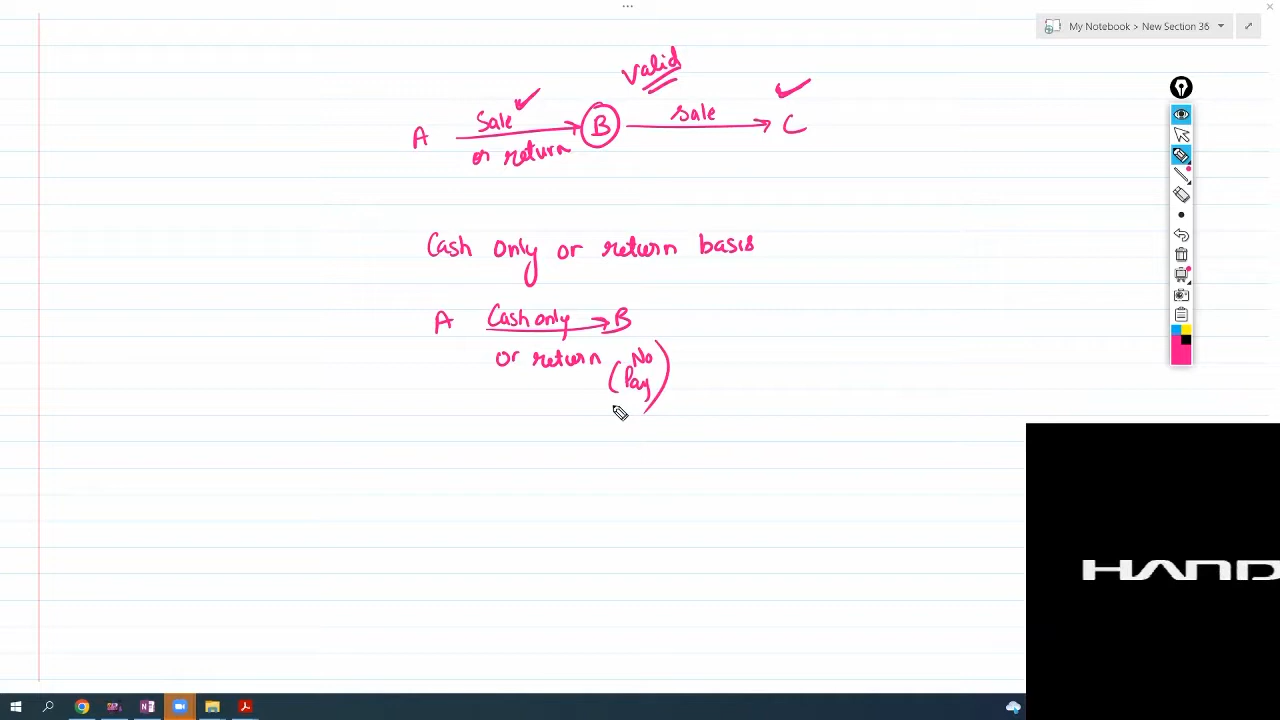 ...
My Notebook > New Section 36
Valid
A Sale B sale C
or return
Cash only or return basis
A Cash only B
or return (No
Pay)
HAND